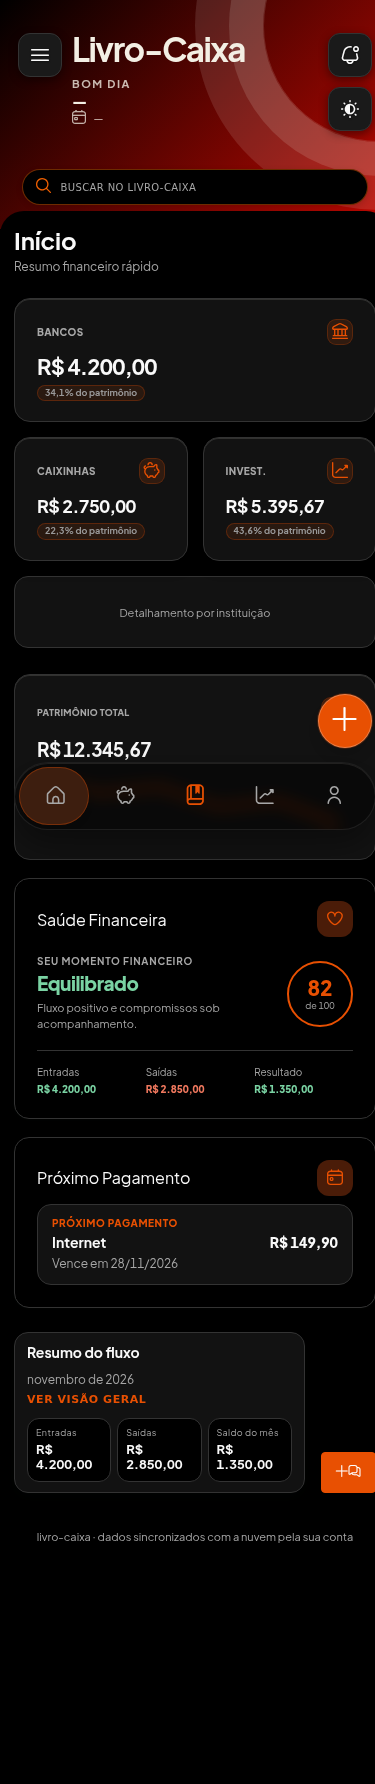 Livro-Caixa
BOM DIA
—
—
BUSCAR NO LIVRO-CAIXA
Início
Resumo financeiro rápido
BANCOS
R$ 4.200,00
34,1% do patrimônio
CAIXINHAS
R$ 2.750,00
22,3% do patrimônio
INVEST.
R$ 5.395,67
43,6% do patrimônio
Detalhamento por instituição
PATRIMÔNIO TOTAL
R$ 12.345,67
Saúde Financeira
SEU MOMENTO FINANCEIRO
Equilibrado
Fluxo positivo e compromissos sob
acompanhamento.
82
de 100
Entradas
R$ 4.200,00
Saídas
R$ 2.850,00
Resultado
R$ 1.350,00
Próximo Pagamento
PRÓXIMO PAGAMENTO
Internet
R$ 149,90
Vence em 28/11/2026
Resumo do fluxo
novembro de 2026
VER VISÃO GERAL
Entradas
R$
4.200,00
Saídas
R$
2.850,00
Saldo do mês
R$
1.350,00
livro-caixa · dados sincronizados com a nuvem pela sua conta